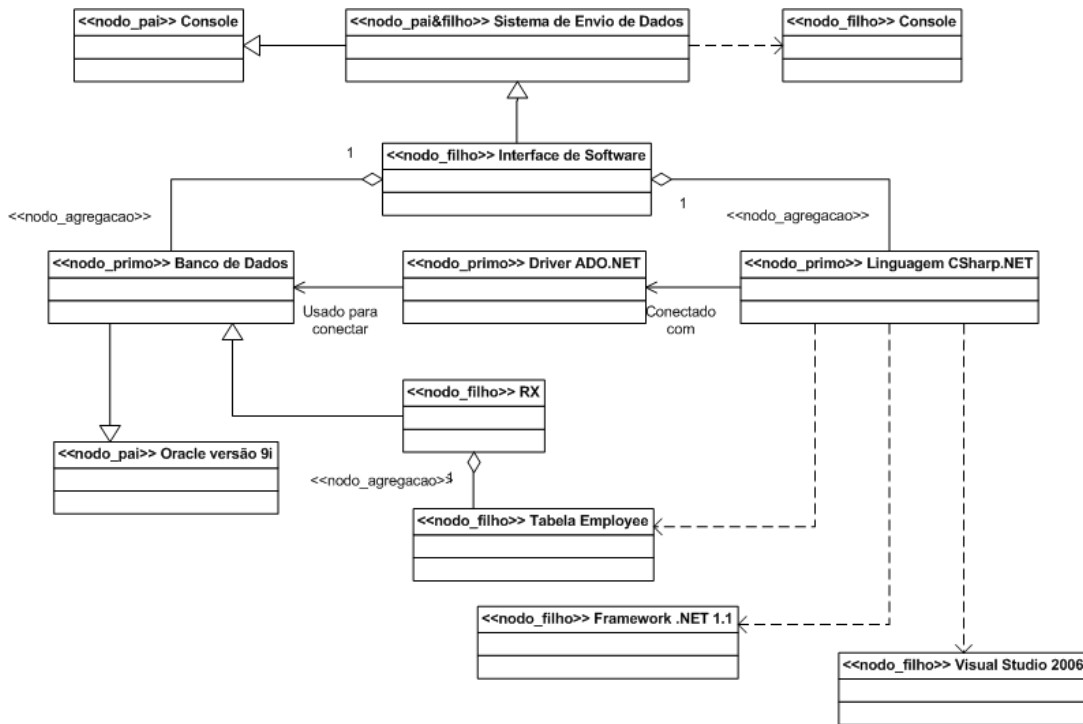 <<nodo_pai>> Console
<<nodo_pai&filho>> Sistema de Envio de Dados
<<nodo_filho>> Console
<<nodo_filho>> Interface de Software
1
1
<<nodo_agregacao>>
<<nodo_agregacao>>
<<nodo_primo>> Banco de Dados
<<nodo_primo>> Driver ADO.NET
<<nodo_primo>> Linguagem CSharp.NET
Usado para
conectar
Conectado
com
<<nodo_filho>> RX
<<nodo_pai>> Oracle versão 9i
<<nodo_agregacao>>
1
<<nodo_filho>> Tabela Employee
<<nodo_filho>> Framework .NET 1.1
<<nodo_filho>> Visual Studio 2006